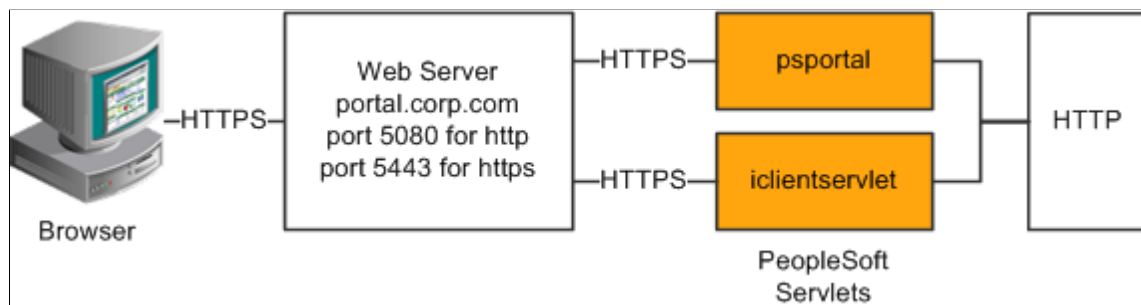 Browser
HTTPS
Web Server
portal.corp.com
port 5080 for http
port 5443 for https
HTTPS
psportal
HTTPS
iclientservlet
PeopleSoft
Servlets
HTTP